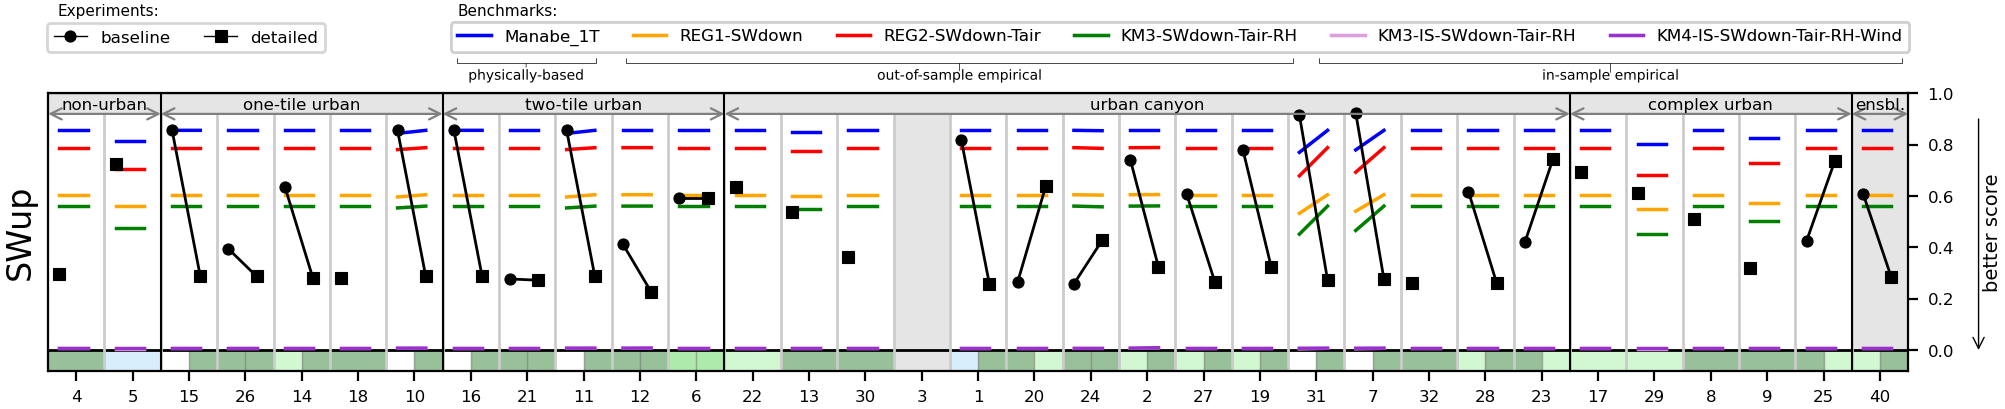 Experiments:
Benchmarks:
baseline detailed
Manabe_1T REG1-SWdown REG2-SWdown-Tair KM3-SWdown-Tair-RH KM3-IS-SWdown-Tair-RH KM4-IS-SWdown-Tair-RH-Wind
physically-based out-of-sample empirical in-sample empirical
non-urban one-tile urban two-tile urban urban canyon complex urban ensbl.
SWup
1.0
0.8
0.6
0.4
0.2
0.0
better score
4 5 15 26 14 18 10 16 21 11 12 6 22 13 30 3 1 20 24 2 27 19 31 7 32 28 23 17 29 8 9 25 40